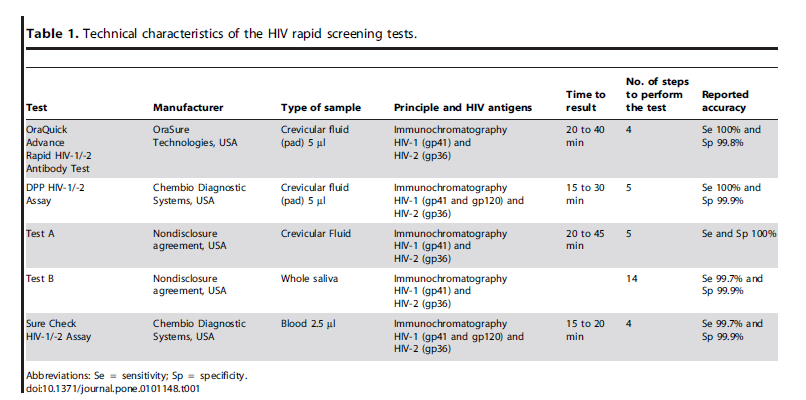 Table 1. Technical characteristics of the HIV rapid screening tests.
Test Manufacturer Type of sample Principle and HIV antigens Time to result No. of steps to perform the test Reported accuracy
OraQuick Advance Rapid HIV-1/-2 Antibody Test OraSure Technologies, USA Crevicular fluid (pad) 5 µl Immunochromatography HIV-1 (gp41) and HIV-2 (gp36) 20 to 40 min 4 Se 100% and Sp 99.8%
DPP HIV-1/-2 Assay Chembio Diagnostic Systems, USA Crevicular fluid (pad) 5 µl Immunochromatography HIV-1 (gp41 and gp120) and HIV-2 (gp36) 15 to 30 min 5 Se 100% and Sp 99.9%
Test A Nondisclosure agreement, USA Crevicular Fluid Immunochromatography HIV-1 (gp41) and HIV-2 (gp36) 20 to 45 min 5 Se and Sp 100%
Test B Nondisclosure agreement, USA Whole saliva Immunochromatography HIV-1 (gp41) and HIV-2 (gp36) 14 Se 99.7% and Sp 99.9%
Sure Check HIV-1/-2 Assay Chembio Diagnostic Systems, USA Blood 2.5 µl Immunochromatography HIV-1 (gp41 and gp120) and HIV-2 (gp36) 15 to 20 min 4 Se 99.7% and Sp 99.9%
Abbreviations: Se = sensitivity; Sp = specificity.
doi:10.1371/journal.pone.0101148.t001